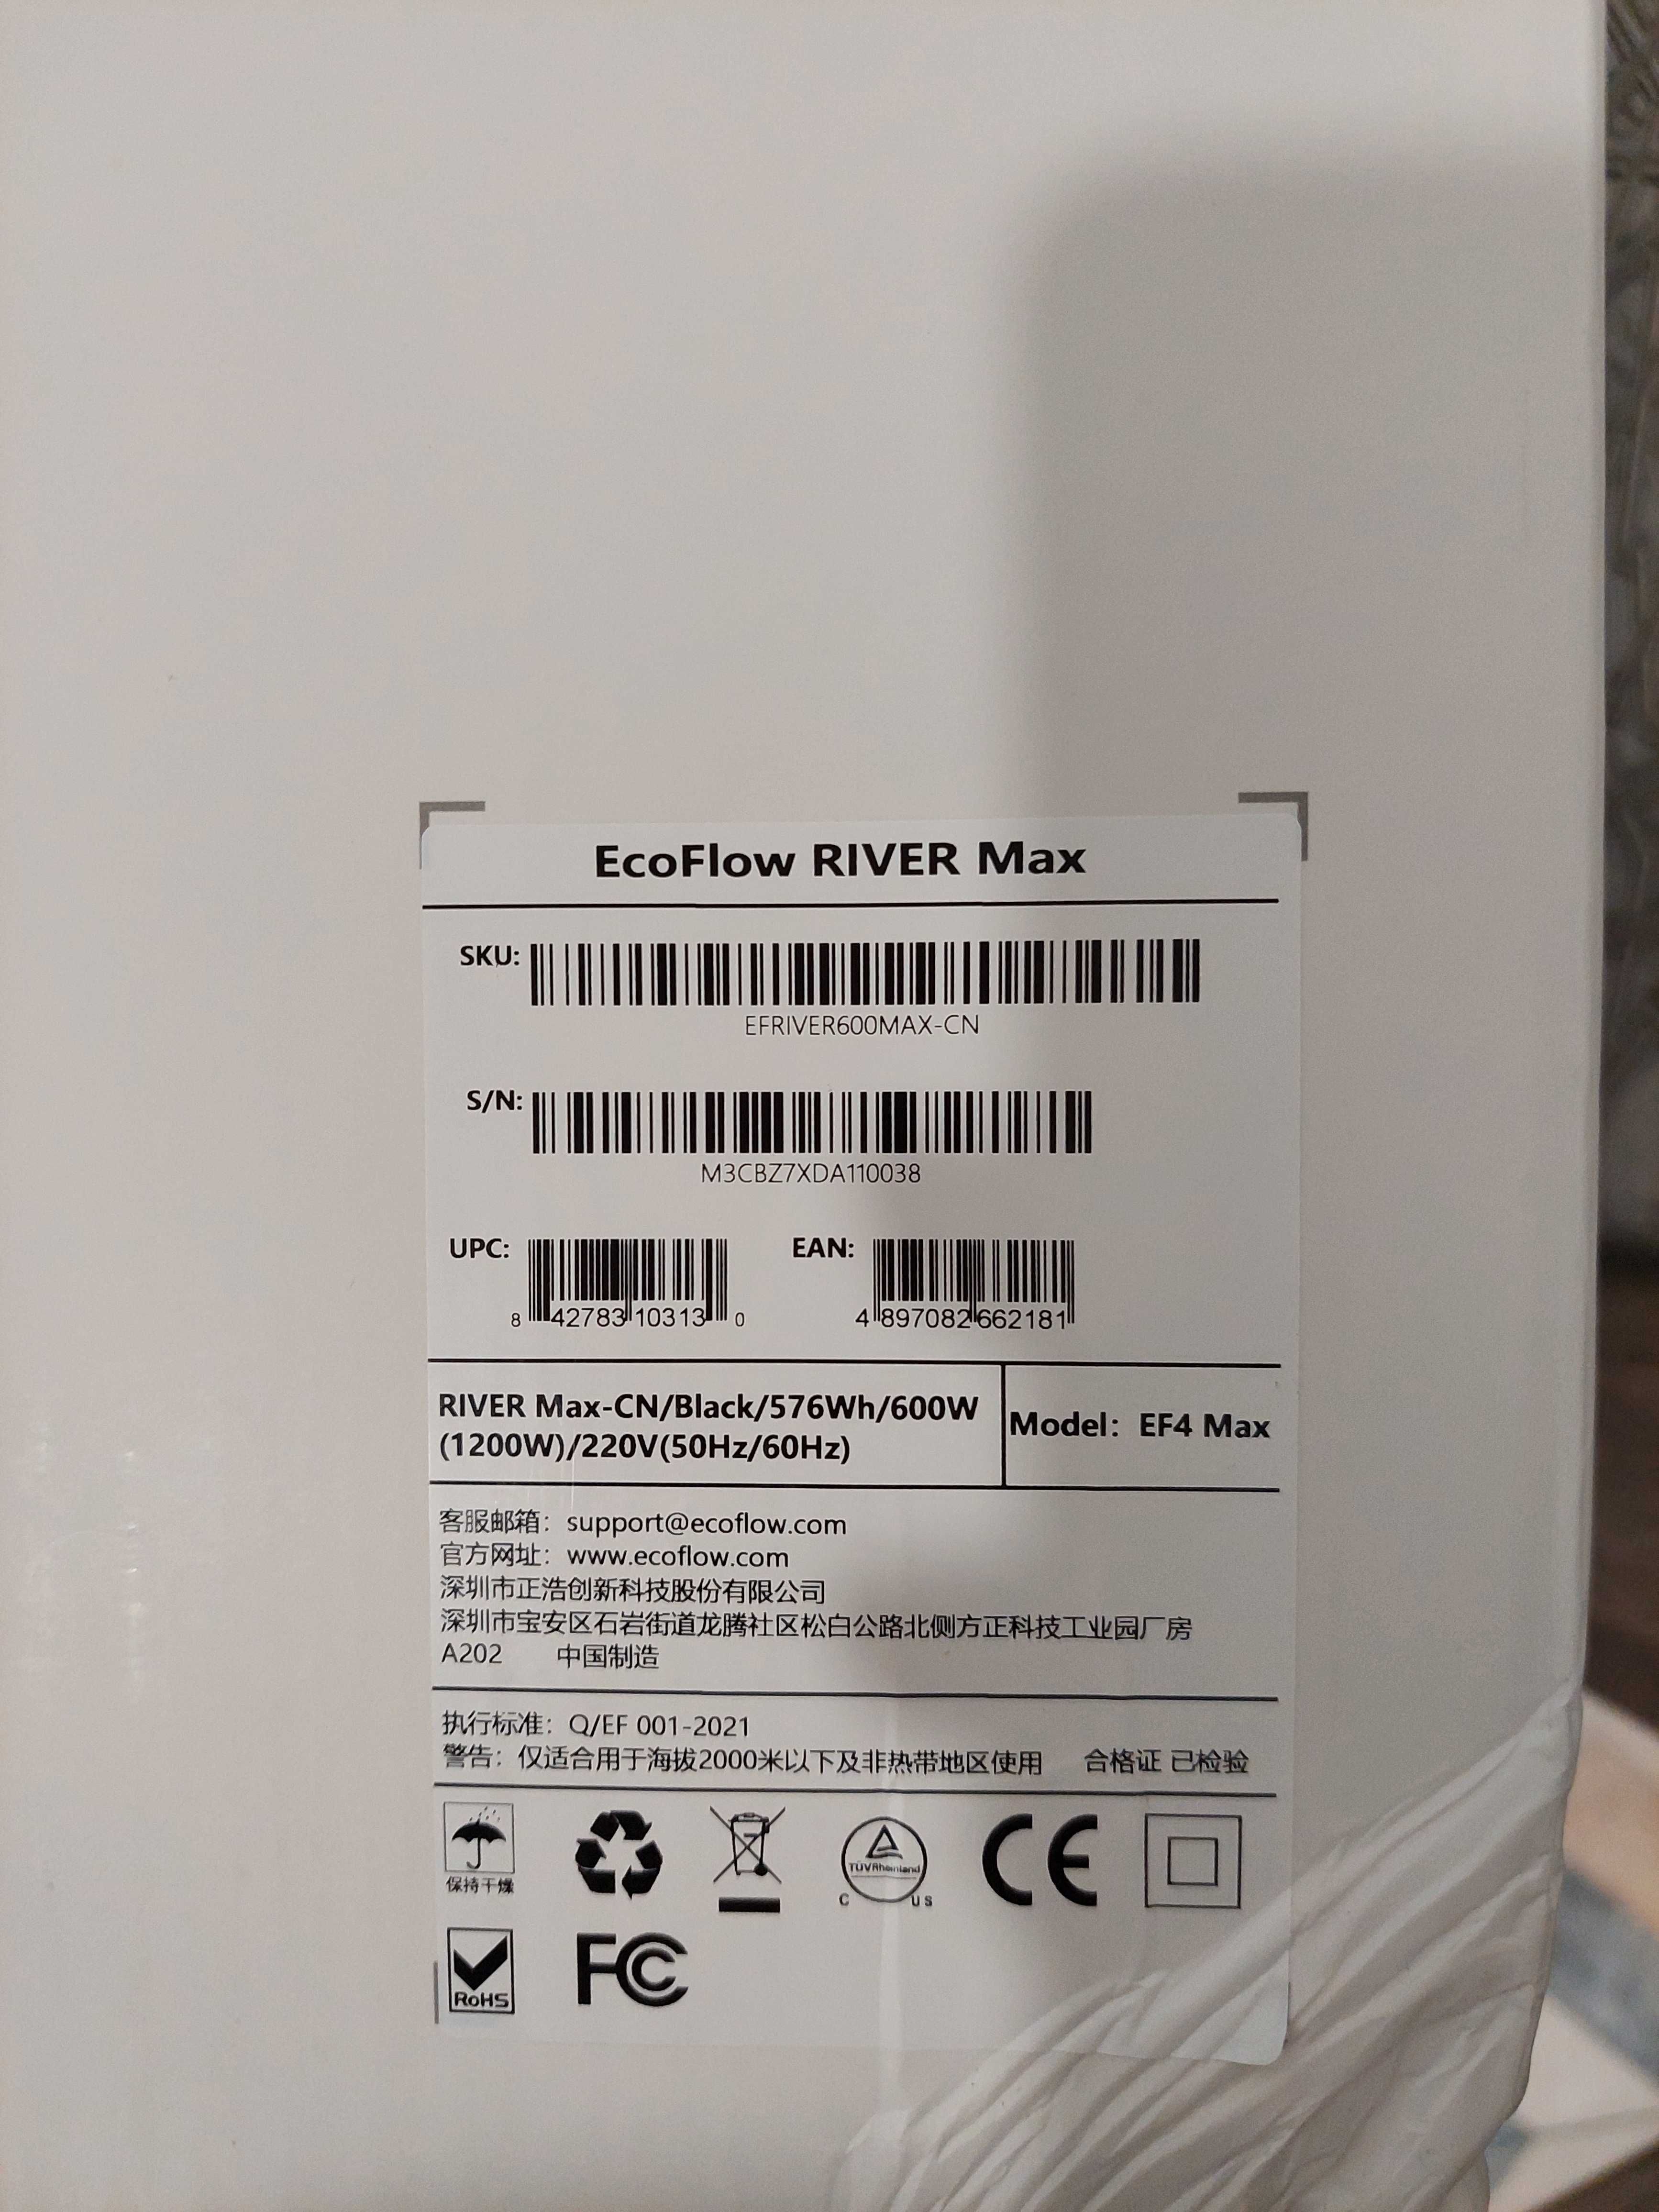 EcoFlow RIVER Max
SKU:
EFRIVER600MAX-CN
S/N:
M3CBZ7XDA110038
UPC: EAN:
8 42783 10313 0 4 897082 662181
RIVER Max-CN/Black/576Wh/600W
(1200W)/220V(50Hz/60Hz)
Model: EF4 Max
客服邮箱：support@ecoflow.com
官方网址：www.ecoflow.com
深圳市正浩创新科技股份有限公司
深圳市宝安区石岩街道龙腾社区松白公路北侧方正科技工业园厂房
A202 中国制造
执行标准：Q/EF 001-2021
警告：仅适合用于海拔2000米以下及非热带地区使用 合格证 已检验
保持干燥
TÜVRheinland
C US
CE
RoHS
FC